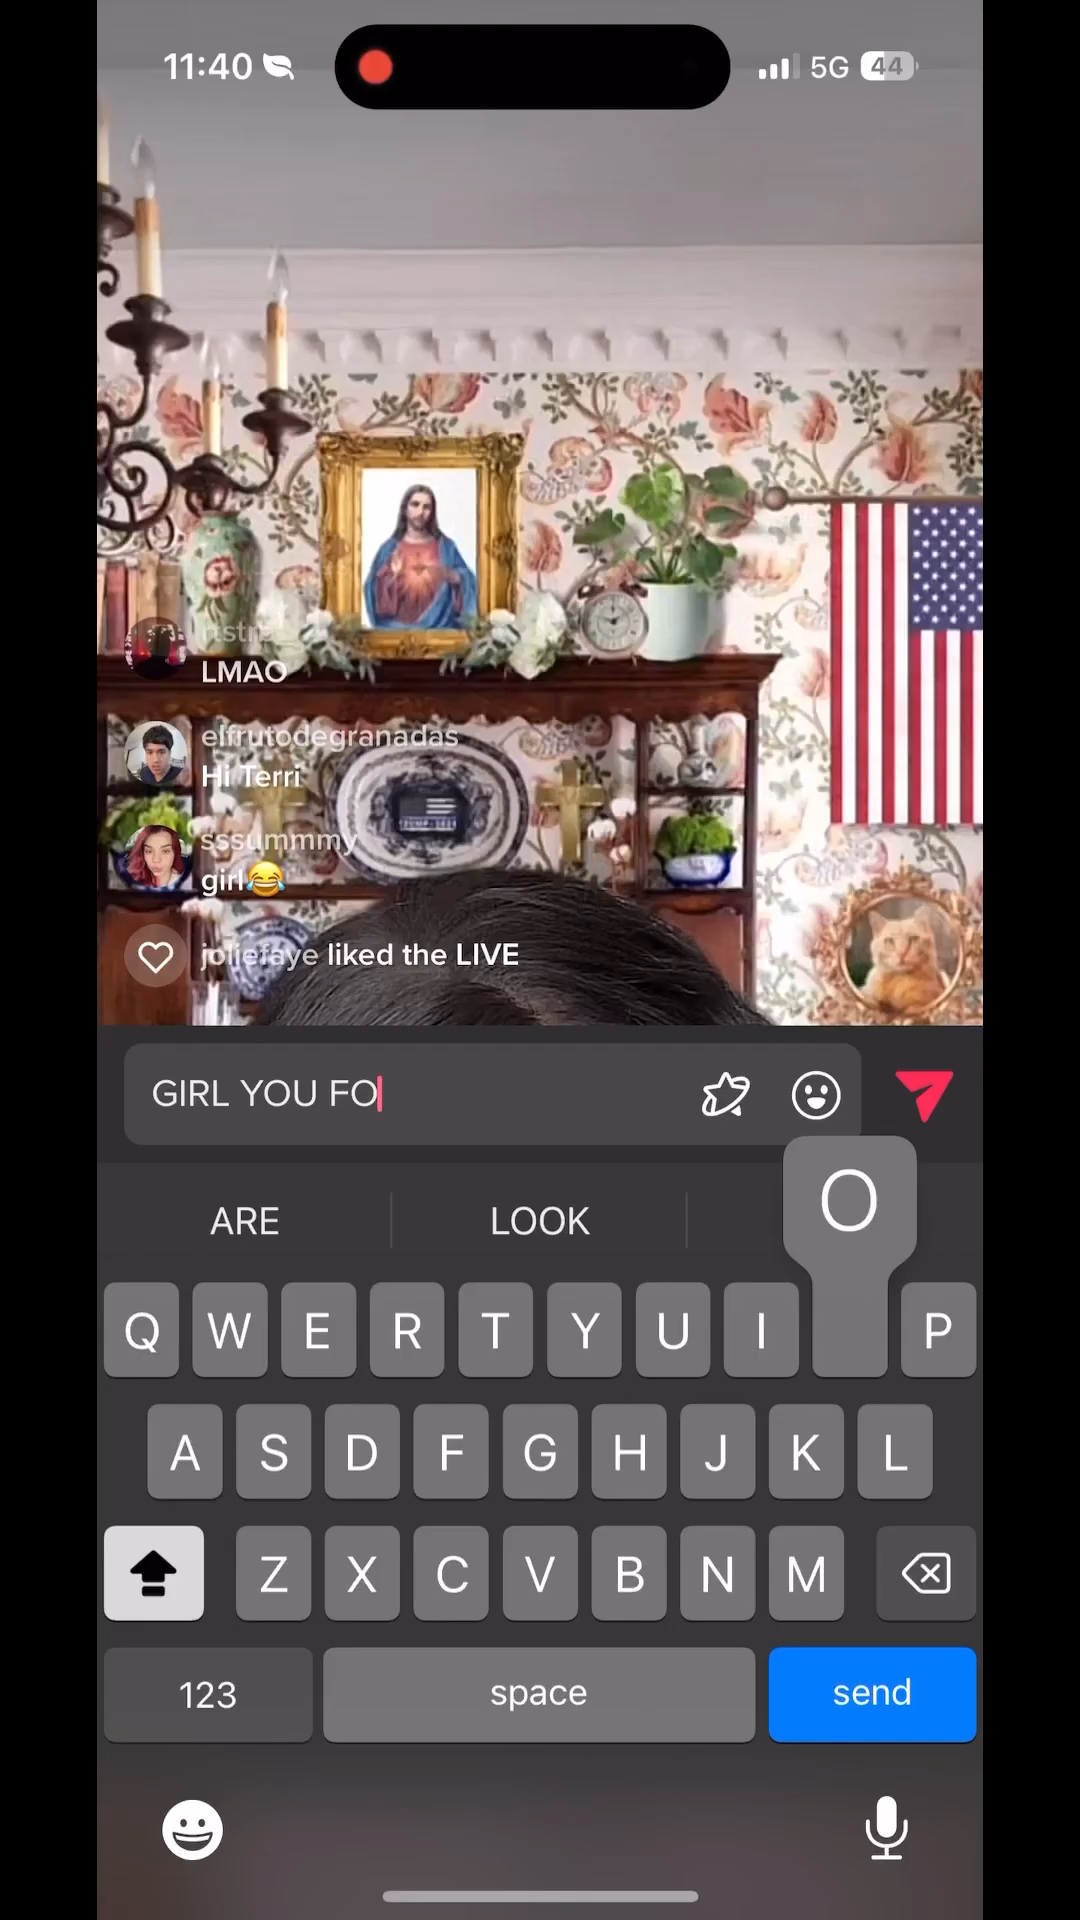 11:40
5G 44
LMAO
elfrutodegranadas
Hi Terri
sssummmy
girl😂
joliefaye liked the LIVE
GIRL YOU FO
O
ARE LOOK
Q W E R T Y U I P
A S D F G H J K L
Z X C V B N M
123 space send